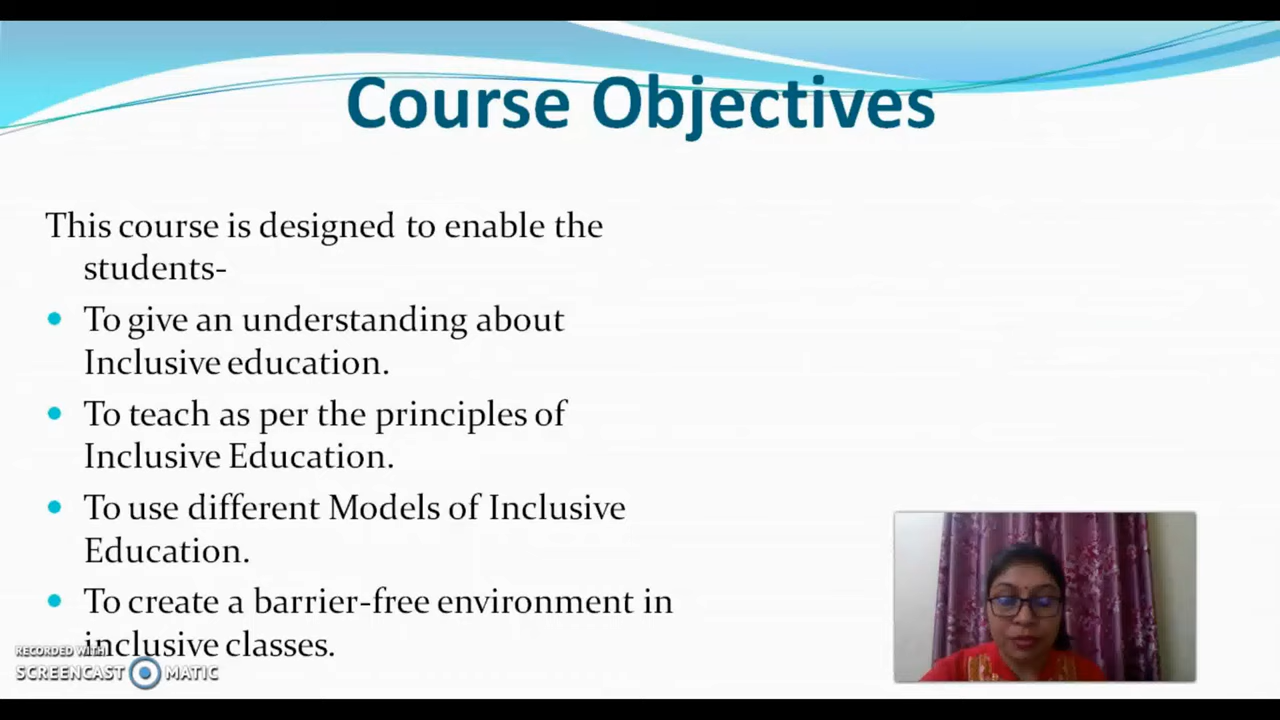 Course Objectives
This course is designed to enable the
students-
To give an understanding about
Inclusive education.
To teach as per the principles of
Inclusive Education.
To use different Models of Inclusive
Education.
To create a barrier-free environment in
inclusive classes.
RECORDED WITH
SCREENCAST MATIC